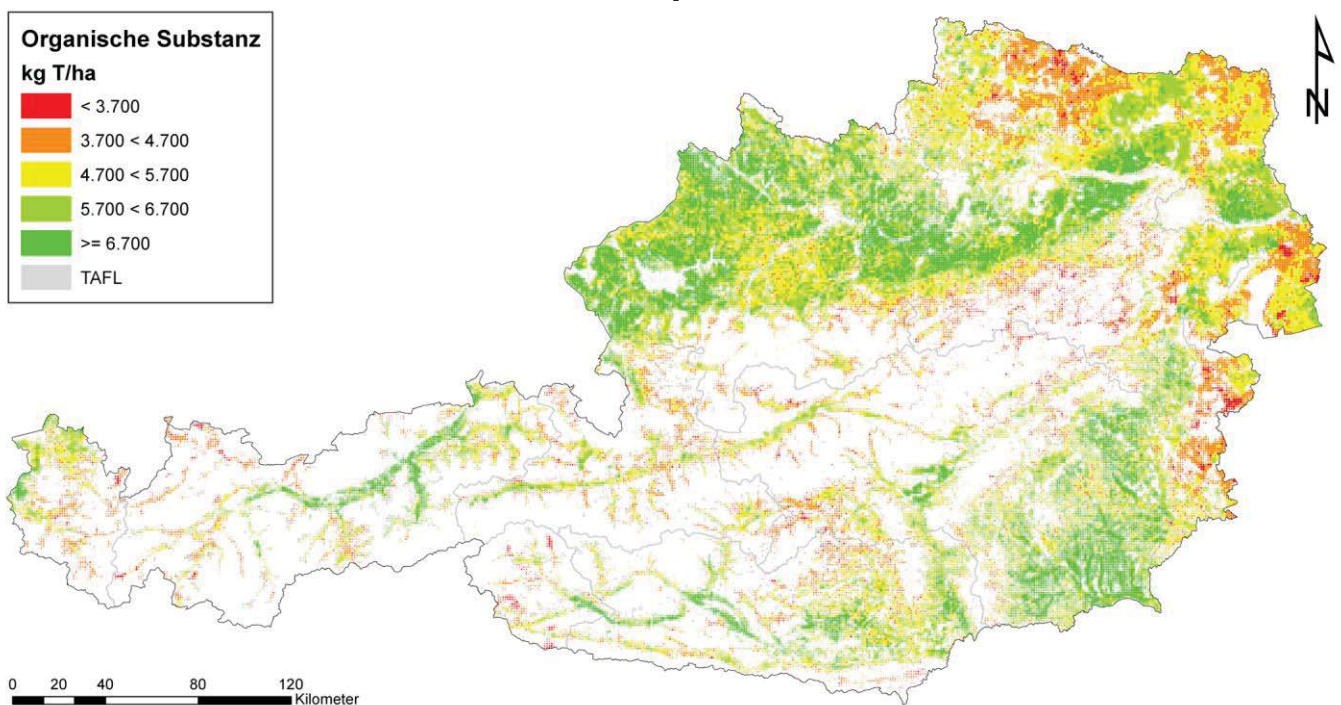 Organische Substanz
kg T/ha
< 3.700
3.700 < 4.700
4.700 < 5.700
5.700 < 6.700
>= 6.700
TAFL
N
0 20 40 80 120
Kilometer